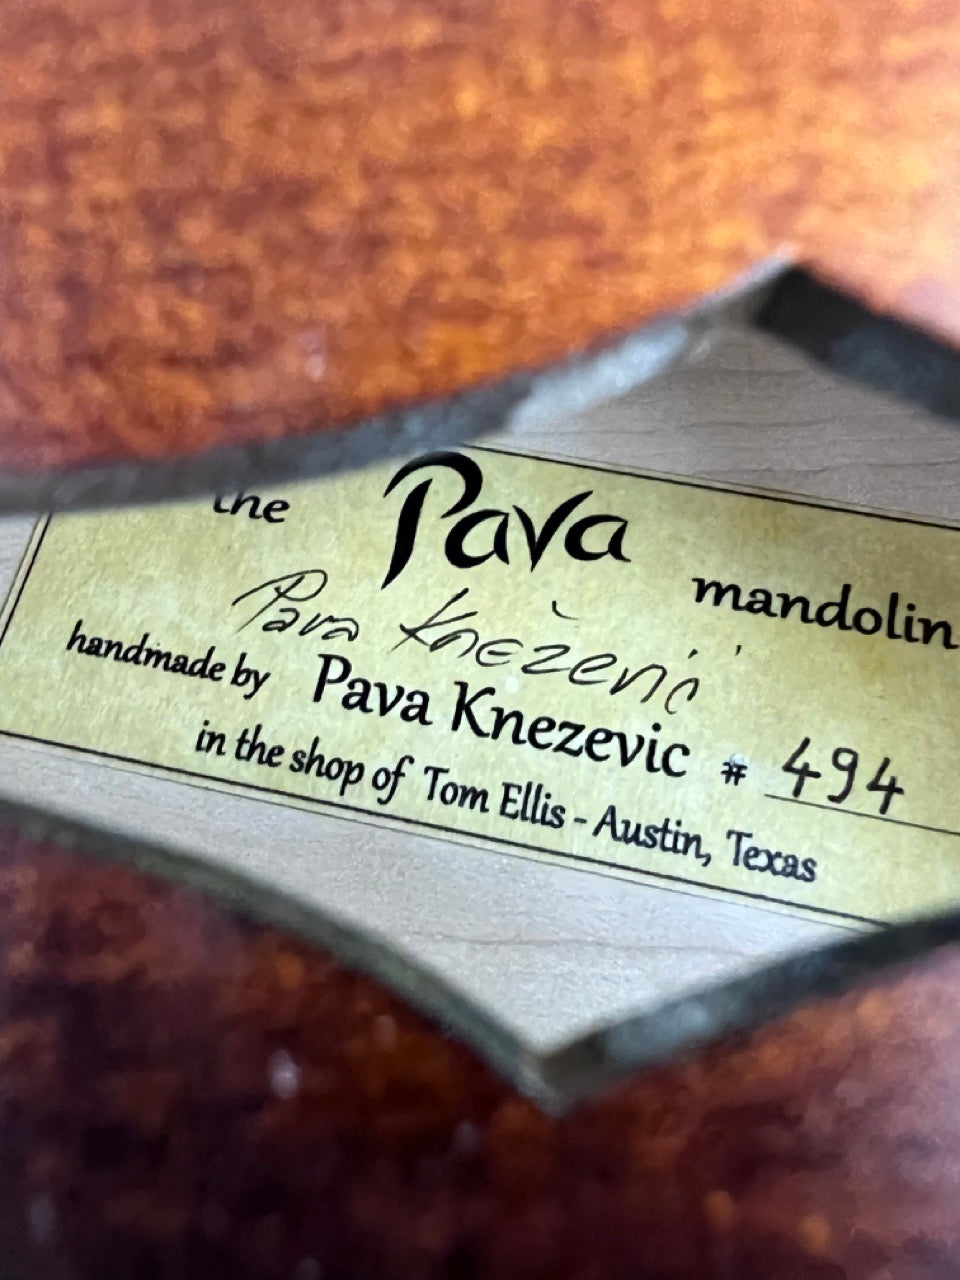 the Pava mandolin
Pava Knežević
handmade by Pava Knezevic # 494
in the shop of Tom Ellis - Austin, Texas